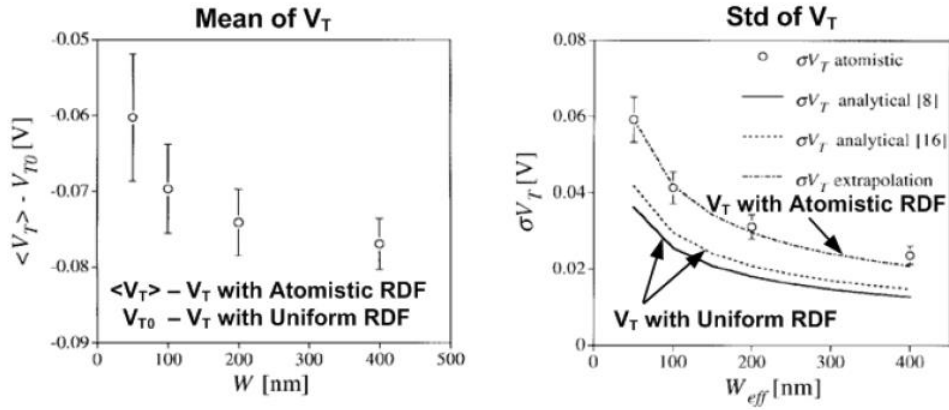 Mean of V_T
<V_T> - V_T0 [V]
-0.05
-0.06
-0.07
-0.08
-0.09
<V_T> – V_T with Atomistic RDF
V_T0 – V_T with Uniform RDF
0 100 200 300 400 500
W [nm]
Std of V_T
σV_T [V]
0.08
0.06
0.04
0.02
0
σV_T atomistic
σV_T analytical [8]
σV_T analytical [16]
σV_T extrapolation
V_T with Atomistic RDF
V_T with Uniform RDF
0 100 200 300 400
W_eff [nm]